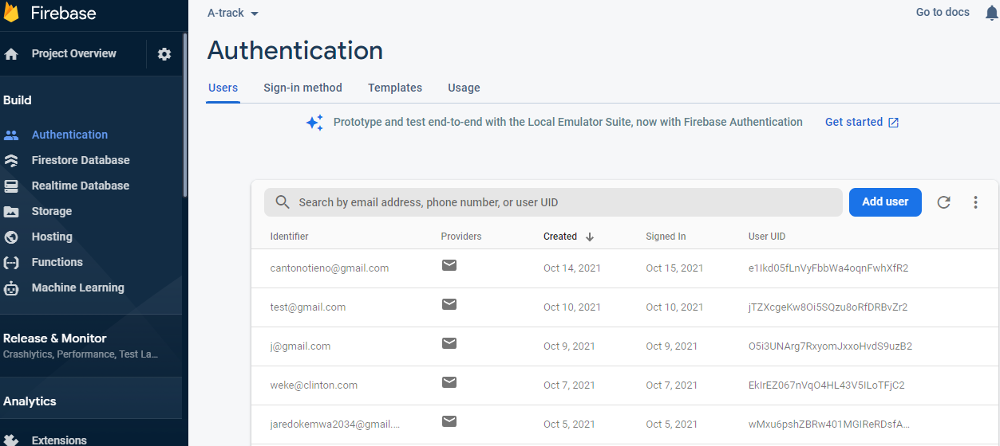 Firebase
A-track
Go to docs
Project Overview
Authentication
Users Sign-in method Templates Usage
Prototype and test end-to-end with the Local Emulator Suite, now with Firebase Authentication Get started
Build
Authentication
Firestore Database
Realtime Database
Storage
Hosting
Functions
Machine Learning
Release & Monitor
Crashlytics, Performance, Test La...
Analytics
Extensions
Search by email address, phone number, or user UID Add user
Identifier Providers Created Signed In User UID
cantonotieno@gmail.com Oct 14, 2021 Oct 15, 2021 e1Ikd05fLnVyFbbWa4oqnFwhXfR2
test@gmail.com Oct 10, 2021 Oct 10, 2021 jTZXcgeKw8Oi5SQzu8oRfDRBvZr2
j@gmail.com Oct 9, 2021 Oct 9, 2021 O5i3UNArg7RxyomJxxoHvdS9uzB2
weke@clinton.com Oct 7, 2021 Oct 7, 2021 EkIrEZ067nVqO4HL43V5ILoTFjC2
jaredokemwa2034@gmail.... Oct 5, 2021 Oct 5, 2021 wMxu6pshZBRw401MGIReRDsfA...